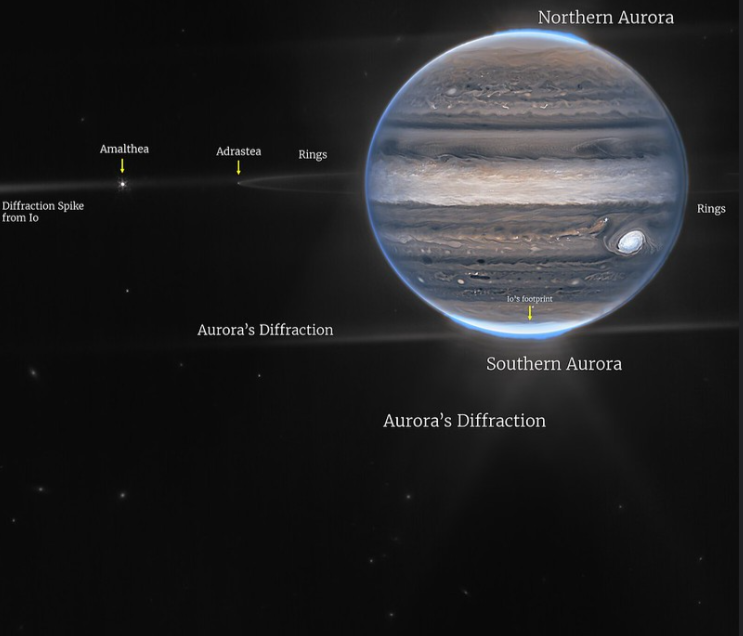 Northern Aurora
Amalthea
Adrastea
Rings
Diffraction Spike
from Io
Rings
Io's footprint
Aurora's Diffraction
Southern Aurora
Aurora's Diffraction